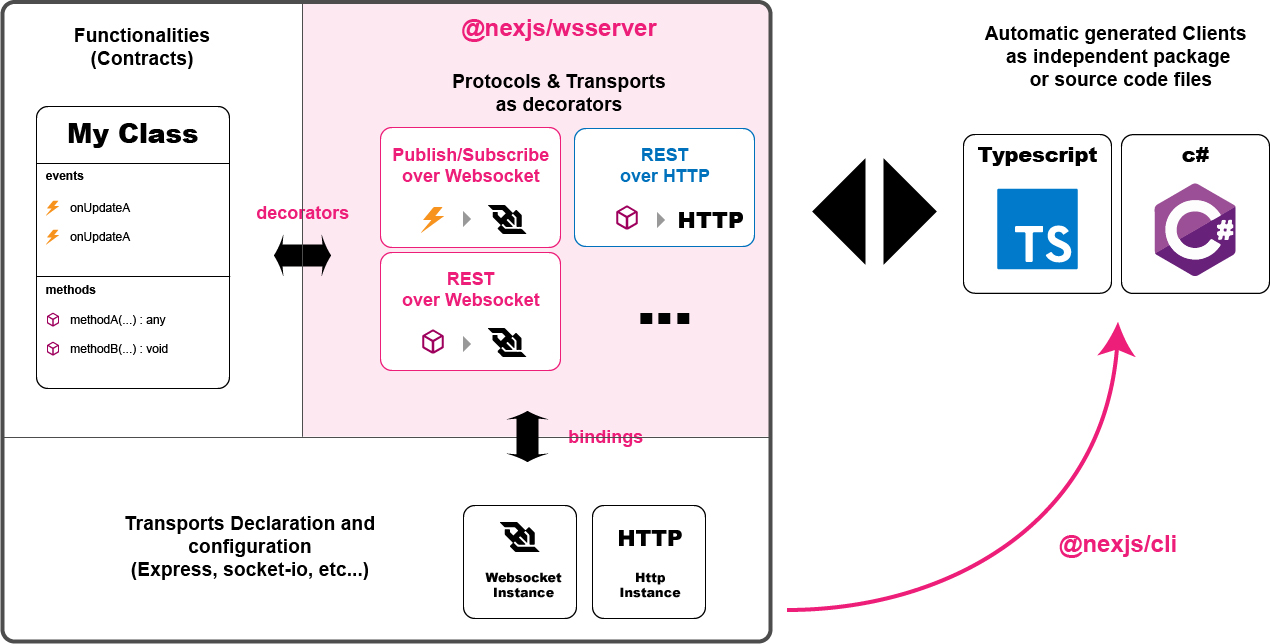 Functionalities
(Contracts)
My Class
events
onUpdateA
onUpdateA
methods
methodA(...) : any
methodB(...) : void
decorators
@nexjs/wsserver
Protocols & Transports
as decorators
Publish/Subscribe
over Websocket
REST
over HTTP
HTTP
REST
over Websocket
bindings
Transports Declaration and
configuration
(Express, socket-io, etc...)
Websocket
Instance
HTTP
Http
Instance
Automatic generated Clients
as independent package
or source code files
Typescript
TS
c#
C#
@nexjs/cli